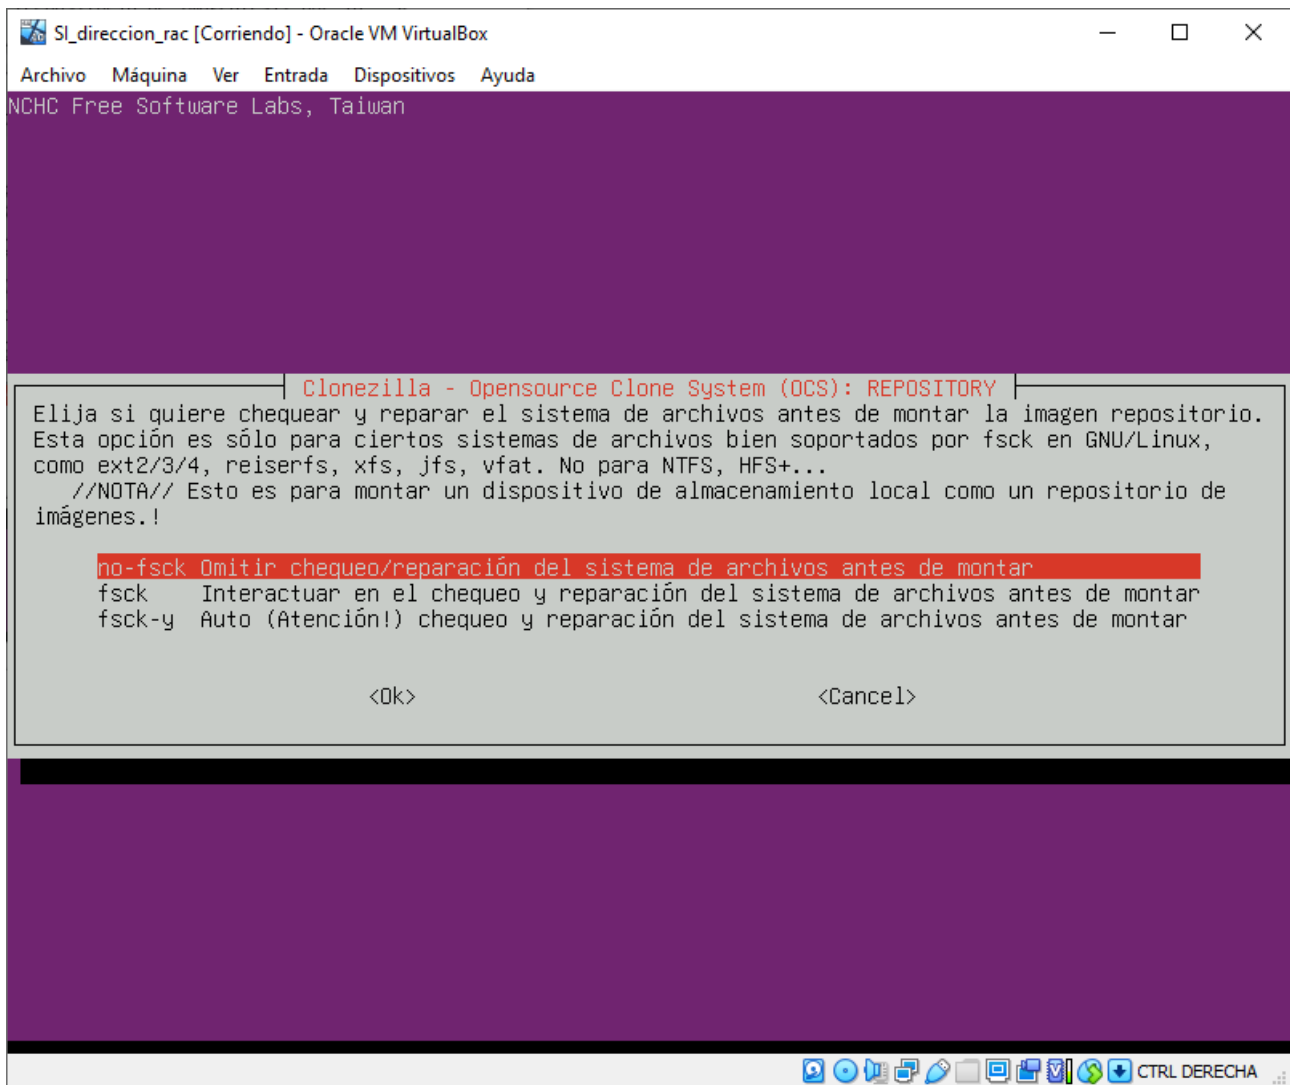 SI_direccion_rac [Corriendo] - Oracle VM VirtualBox
Archivo Máquina Ver Entrada Dispositivos Ayuda
NCHC Free Software Labs, Taiwan
Clonezilla - Opensource Clone System (OCS): REPOSITORY
Elija si quiere chequear y reparar el sistema de archivos antes de montar la imagen repositorio.
Esta opción es sólo para ciertos sistemas de archivos bien soportados por fsck en GNU/Linux,
como ext2/3/4, reiserfs, xfs, jfs, vfat. No para NTFS, HFS+...
//NOTA// Esto es para montar un dispositivo de almacenamiento local como un repositorio de
imágenes.!
no-fsck Omitir chequeo/reparación del sistema de archivos antes de montar
fsck Interactuar en el chequeo y reparación del sistema de archivos antes de montar
fsck-y Auto (Atención!) chequeo y reparación del sistema de archivos antes de montar
<Ok> <Cancel>
CTRL DERECHA